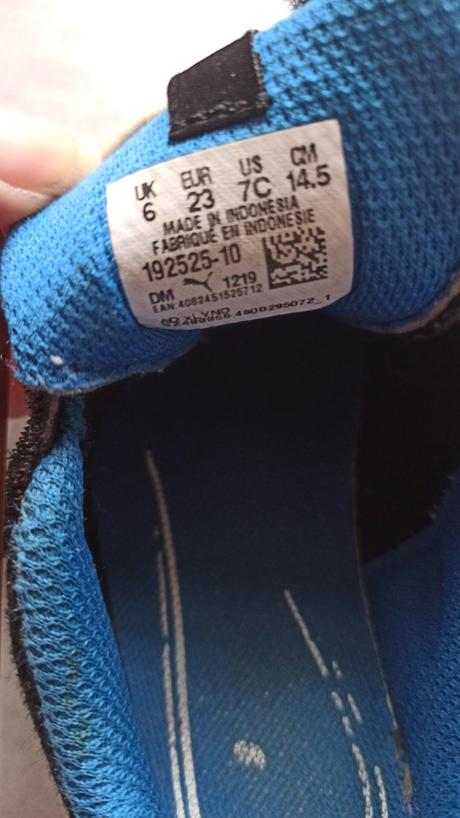 UK EUR US CM
6 23 7C 14.5
MADE IN INDONESIA
FABRIQUÉ EN INDONESIE
192525-10
DM 1219
EAN:4062451525712